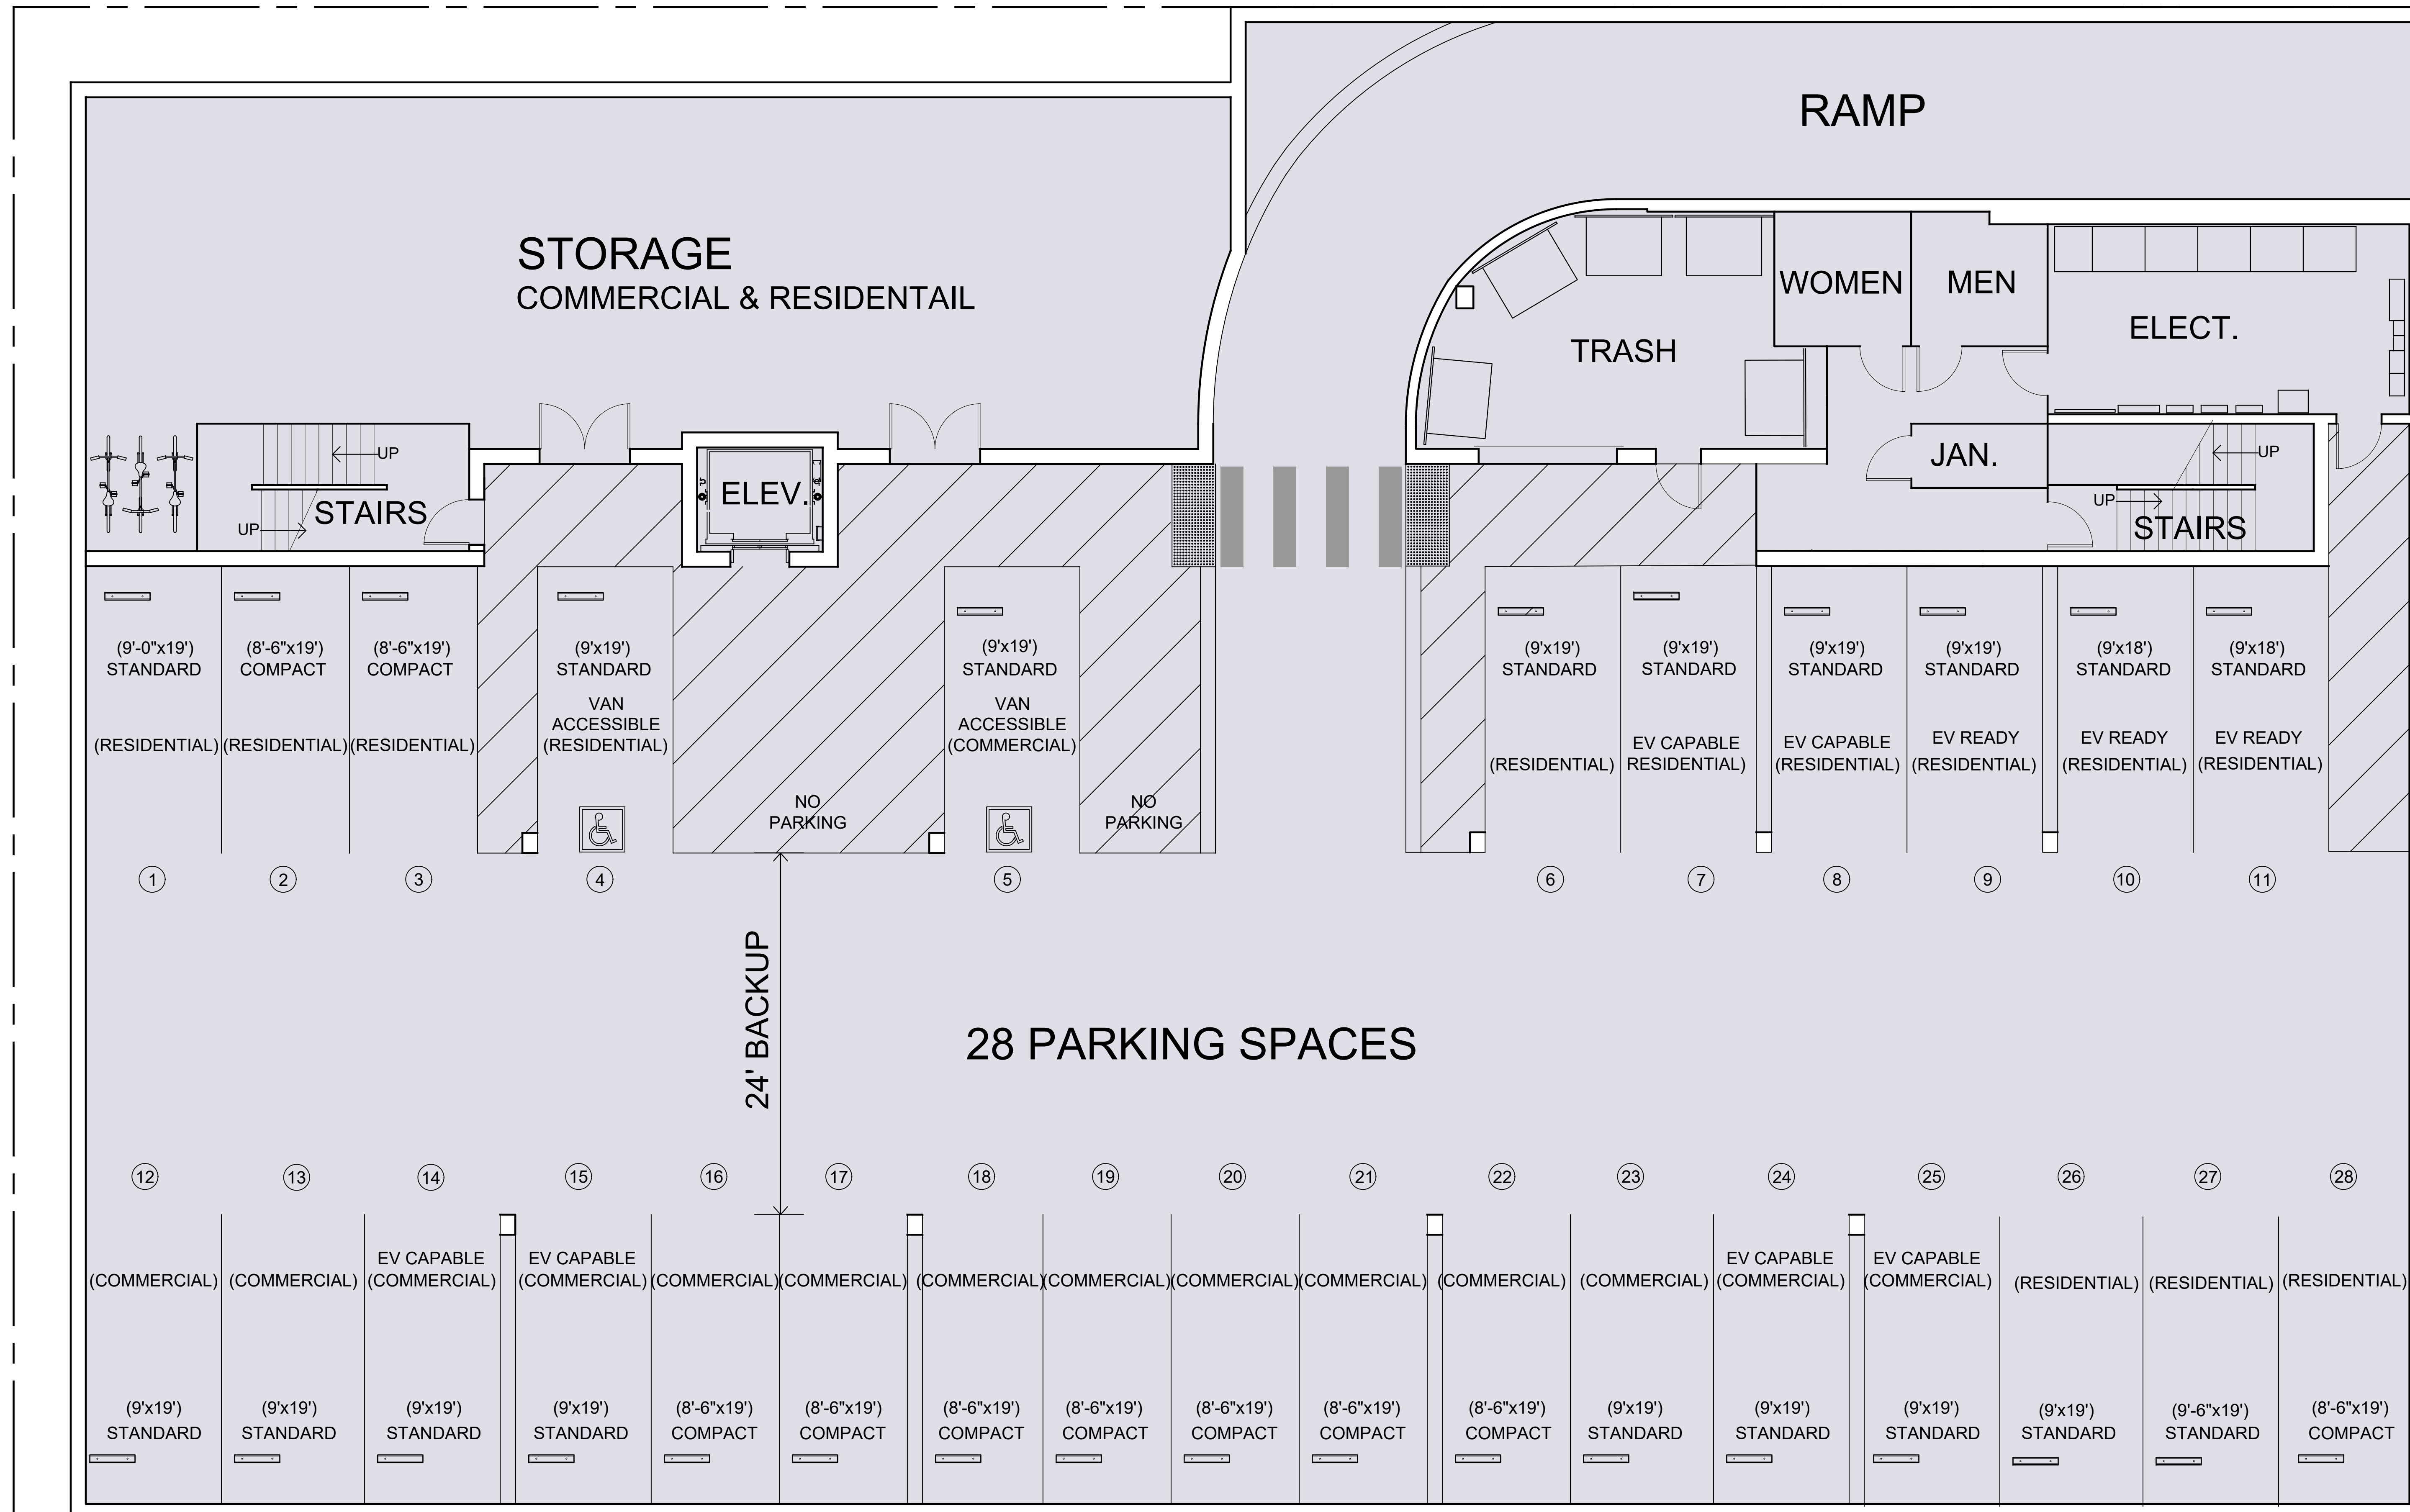 RAMP
STORAGE
COMMERCIAL & RESIDENTAIL
WOMEN
MEN
ELECT.
TRASH
UP
STAIRS
UP
ELEV.
JAN.
UP
UP
STAIRS
(9'-0"x19')
STANDARD
(RESIDENTIAL)
1
(8'-6"x19')
COMPACT
(RESIDENTIAL)
2
(8'-6"x19')
COMPACT
(RESIDENTIAL)
3
(9'x19')
STANDARD
VAN
ACCESSIBLE
(RESIDENTIAL)
4
NO
PARKING
(9'x19')
STANDARD
VAN
ACCESSIBLE
(COMMERCIAL)
5
NO
PARKING
(9'x19')
STANDARD
(RESIDENTIAL)
6
(9'x19')
STANDARD
EV CAPABLE
RESIDENTIAL)
7
(9'x19')
STANDARD
EV CAPABLE
(RESIDENTIAL)
8
(9'x19')
STANDARD
EV READY
(RESIDENTIAL)
9
(9'x18')
STANDARD
EV READY
(RESIDENTIAL)
10
(9'x18')
STANDARD
EV READY
(RESIDENTIAL)
11
24' BACKUP
28 PARKING SPACES
12
(COMMERCIAL)
(9'x19')
STANDARD
13
(COMMERCIAL)
(9'x19')
STANDARD
14
EV CAPABLE
(COMMERCIAL)
(9'x19')
STANDARD
15
EV CAPABLE
(COMMERCIAL)
(9'x19')
STANDARD
16
(COMMERCIAL)
(8'-6"x19')
COMPACT
17
(COMMERCIAL)
(8'-6"x19')
COMPACT
18
(COMMERCIAL)
(8'-6"x19')
COMPACT
19
(COMMERCIAL)
(8'-6"x19')
COMPACT
20
(COMMERCIAL)
(8'-6"x19')
COMPACT
21
(COMMERCIAL)
(8'-6"x19')
COMPACT
22
(COMMERCIAL)
(8'-6"x19')
COMPACT
23
(COMMERCIAL)
(9'x19')
STANDARD
24
EV CAPABLE
(COMMERCIAL)
(9'x19')
STANDARD
25
EV CAPABLE
(COMMERCIAL)
(9'x19')
STANDARD
26
(RESIDENTIAL)
(9'x19')
STANDARD
27
(RESIDENTIAL)
(9'-6"x19')
STANDARD
28
(RESIDENTIAL)
(8'-6"x19')
COMPACT